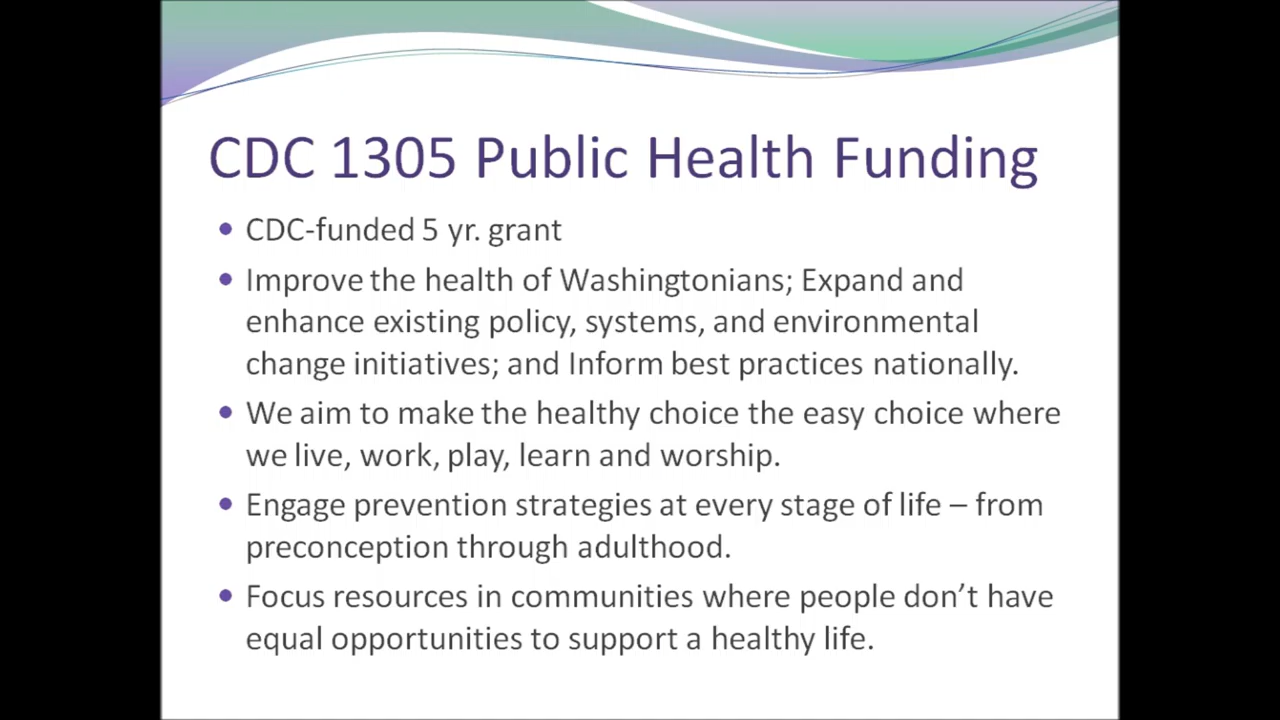 CDC 1305 Public Health Funding
• CDC-funded 5 yr. grant
• Improve the health of Washingtonians; Expand and
enhance existing policy, systems, and environmental
change initiatives; and Inform best practices nationally.
• We aim to make the healthy choice the easy choice where
we live, work, play, learn and worship.
• Engage prevention strategies at every stage of life – from
preconception through adulthood.
• Focus resources in communities where people don’t have
equal opportunities to support a healthy life.